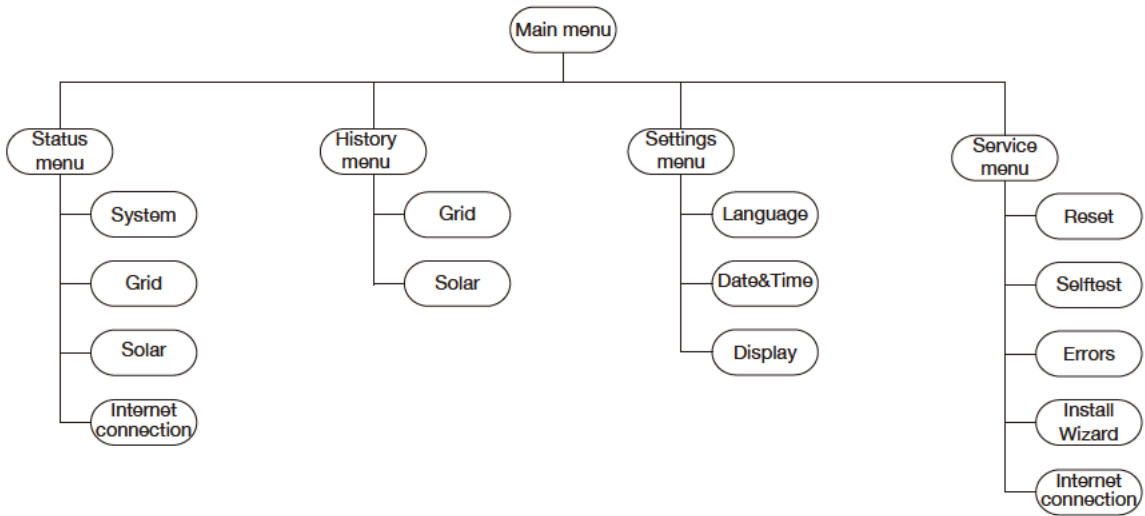 Main menu
Status
menu
System
Grid
Solar
Internet
connection
History
menu
Grid
Solar
Settings
menu
Language
Date&Time
Display
Service
menu
Reset
Selftest
Errors
Install
Wizard
Internet
connection